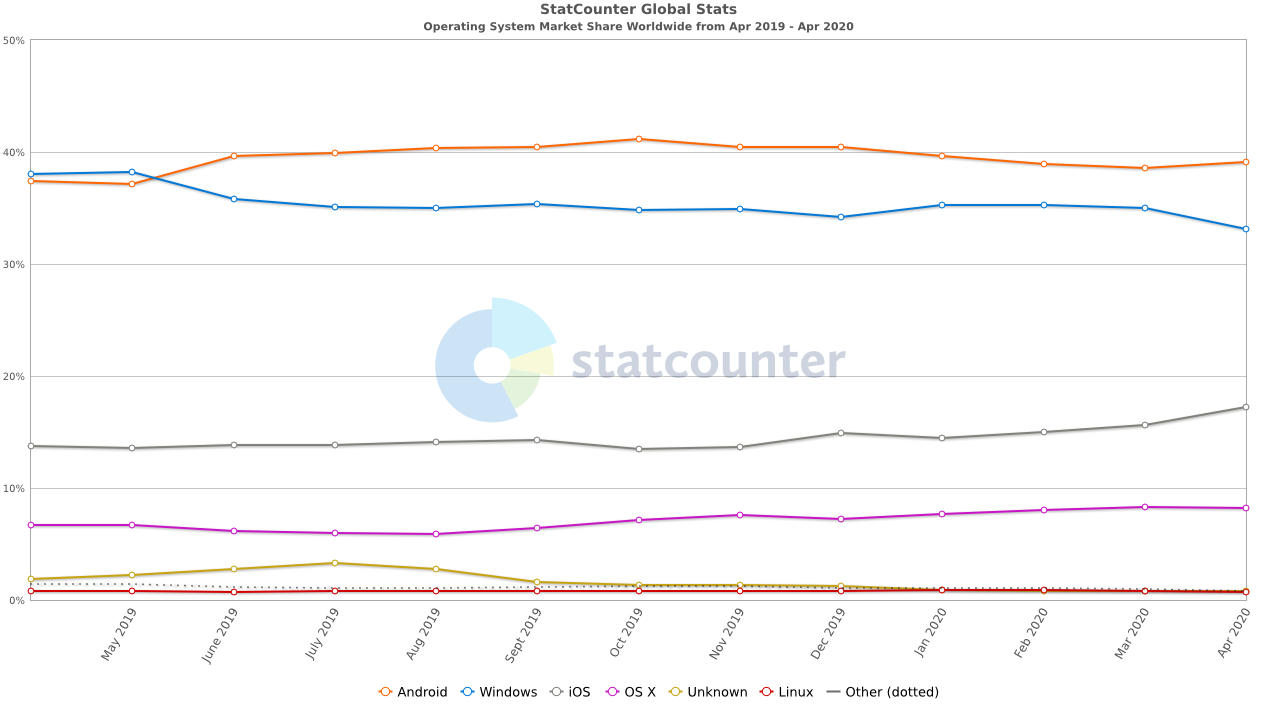 StatCounter Global Stats
Operating System Market Share Worldwide from Apr 2019 - Apr 2020
50%
40%
30%
20%
10%
0%
statcounter
May 2019
June 2019
July 2019
Aug 2019
Sept 2019
Oct 2019
Nov 2019
Dec 2019
Jan 2020
Feb 2020
Mar 2020
Apr 2020
Android Windows iOS OS X Unknown Linux Other (dotted)